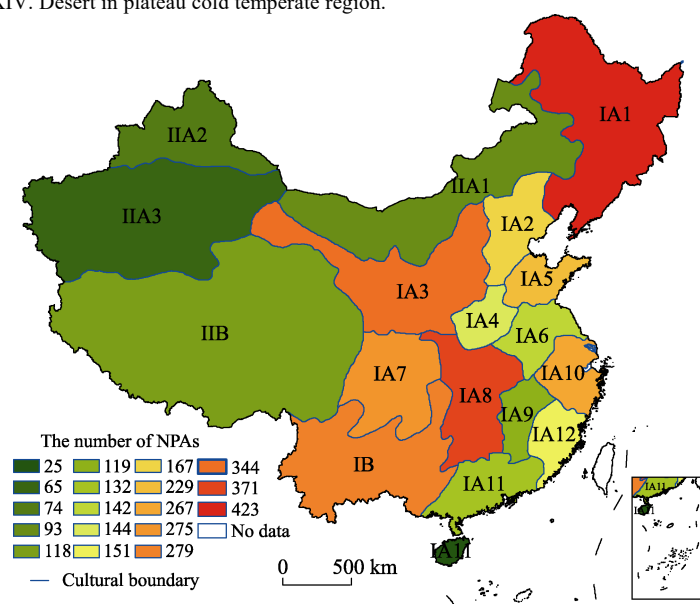 XIV. Desert in plateau cold temperate region.
IA1
IIA2
IIA1
IIA3
IA2
IA5
IA3
IA4
IA6
IIB
IA7
IA10
IA8
IA9
IA12
IB
IA11
IA11
IA11
The number of NPAs
25 119 167 344
65 132 229 371
74 142 267 423
93 144 275 No data
118 151 279
Cultural boundary
0 500 km